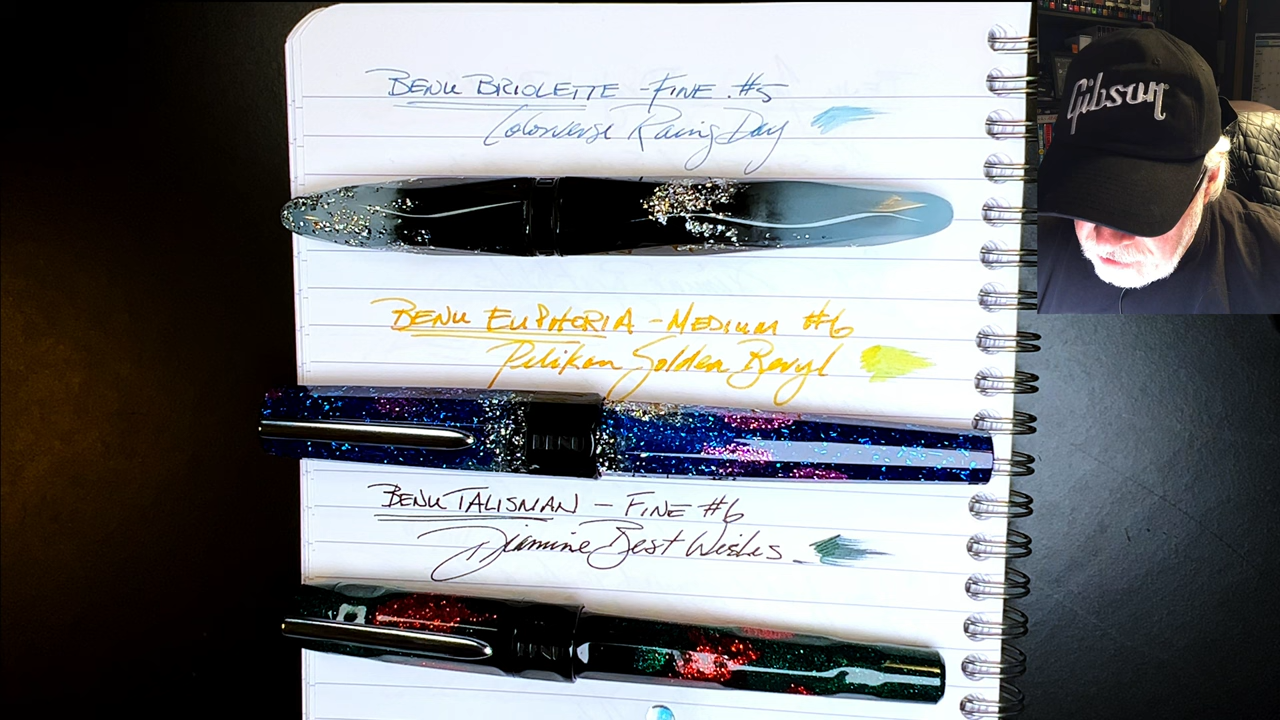 BENU BRIOLETTE - FINE #5
Colorverse Rainy Day
BENU EUPHORIA - MEDIUM #6
Pelikan Golden Beryl
BENU
BENU TALISMAN - FINE #6
Diamine Best Wishes
Gibson